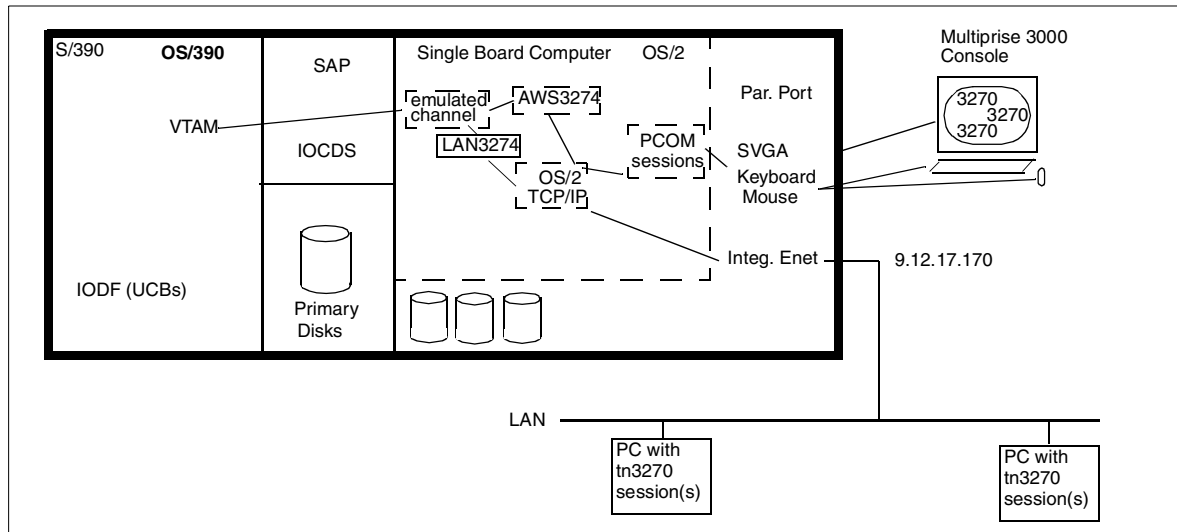 S/390
OS/390
VTAM
IODF (UCBs)
SAP
IOCDS
Primary
Disks
Single Board Computer
OS/2
emulated
channel
AWS3274
LAN3274
OS/2
TCP/IP
PCOM
sessions
Par. Port
SVGA
Keyboard
Mouse
Integ. Enet
Multiprise 3000
Console
3270
3270
3270
9.12.17.170
LAN
PC with
tn3270
session(s)
PC with
tn3270
session(s)